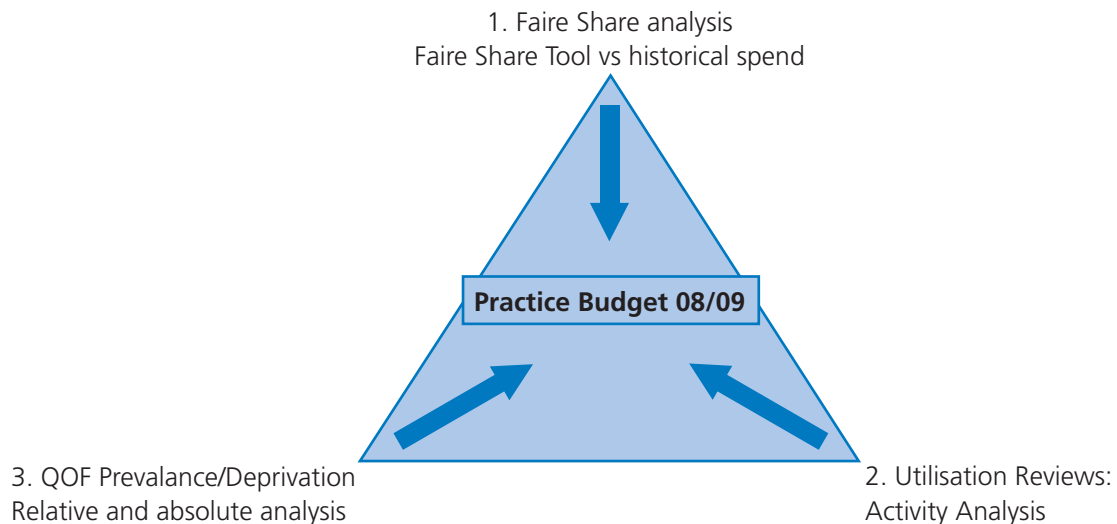 1. Faire Share analysis
Faire Share Tool vs historical spend
Practice Budget 08/09
3. QOF Prevalance/Deprivation
Relative and absolute analysis
2. Utilisation Reviews:
Activity Analysis